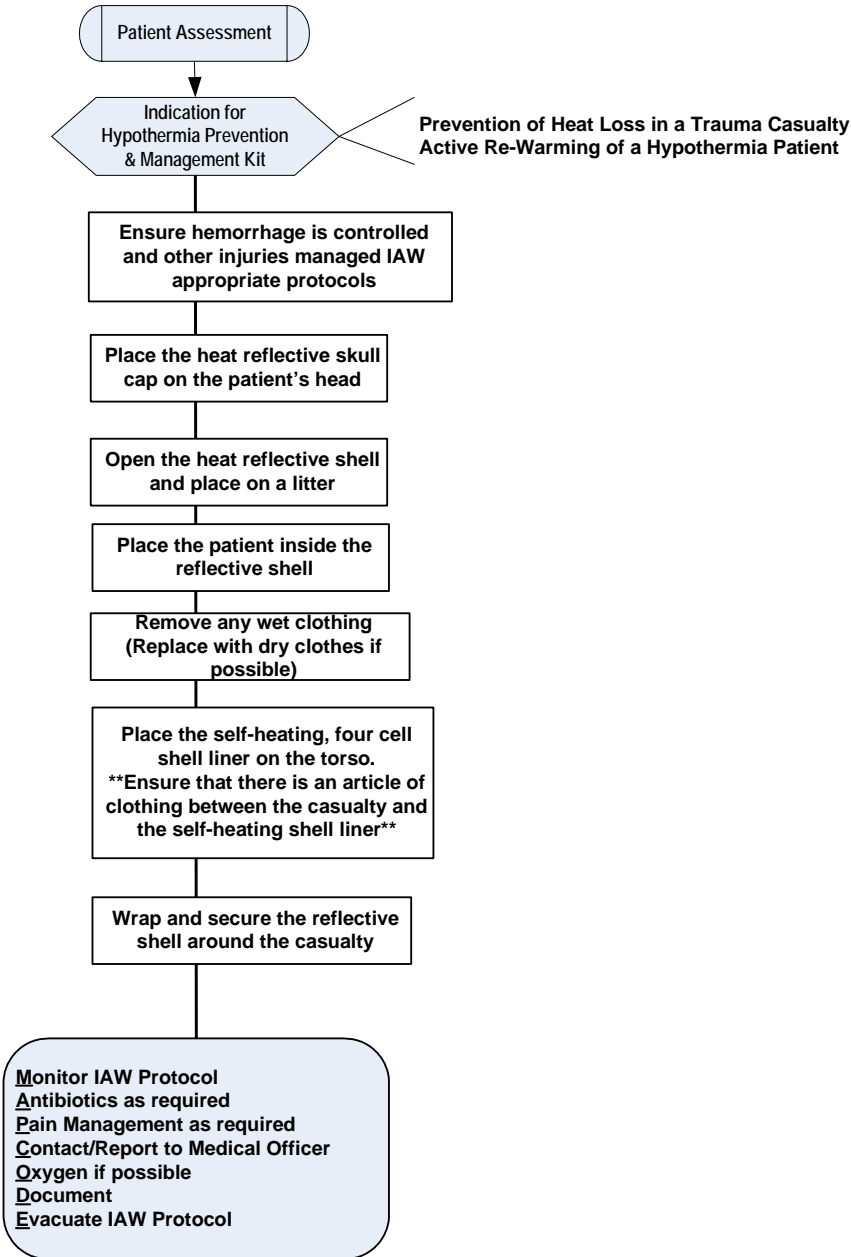 Patient Assessment
Indication for
Hypothermia Prevention
& Management Kit
Prevention of Heat Loss in a Trauma Casualty
Active Re-Warming of a Hypothermia Patient
Ensure hemorrhage is controlled
and other injuries managed IAW
appropriate protocols
Place the heat reflective skull
cap on the patient’s head
Open the heat reflective shell
and place on a litter
Place the patient inside the
reflective shell
Remove any wet clothing
(Replace with dry clothes if
possible)
Place the self-heating, four cell
shell liner on the torso.
**Ensure that there is an article of
clothing between the casualty and
the self-heating shell liner**
Wrap and secure the reflective
shell around the casualty
Monitor IAW Protocol
Antibiotics as required
Pain Management as required
Contact/Report to Medical Officer
Oxygen if possible
Document
Evacuate IAW Protocol